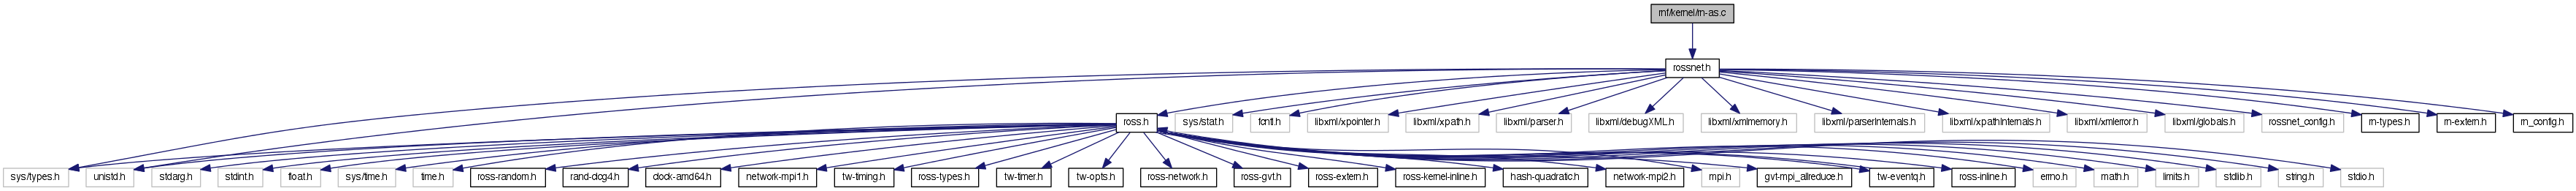 rnf/kernel/rn-as.c
rossnet.h
ross.h
sys/stat.h
fcntl.h
libxml/xpointer.h
libxml/xpath.h
libxml/parser.h
libxml/debugXML.h
libxml/xmlmemory.h
libxml/parserInternals.h
libxml/xpathInternals.h
libxml/xmlerror.h
libxml/globals.h
rossnet_config.h
rn-types.h
rn-extern.h
rn_config.h
sys/types.h
unistd.h
stdarg.h
stdint.h
float.h
sys/time.h
time.h
ross-random.h
rand-clcg4.h
clock-amd64.h
network-mpi1.h
tw-timing.h
ross-types.h
tw-timer.h
tw-opts.h
ross-network.h
ross-gvt.h
ross-extern.h
ross-kernel-inline.h
hash-quadratic.h
network-mpi2.h
mpi.h
gvt-mpi_allreduce.h
tw-eventq.h
ross-inline.h
errno.h
math.h
limits.h
stdlib.h
string.h
stdio.h